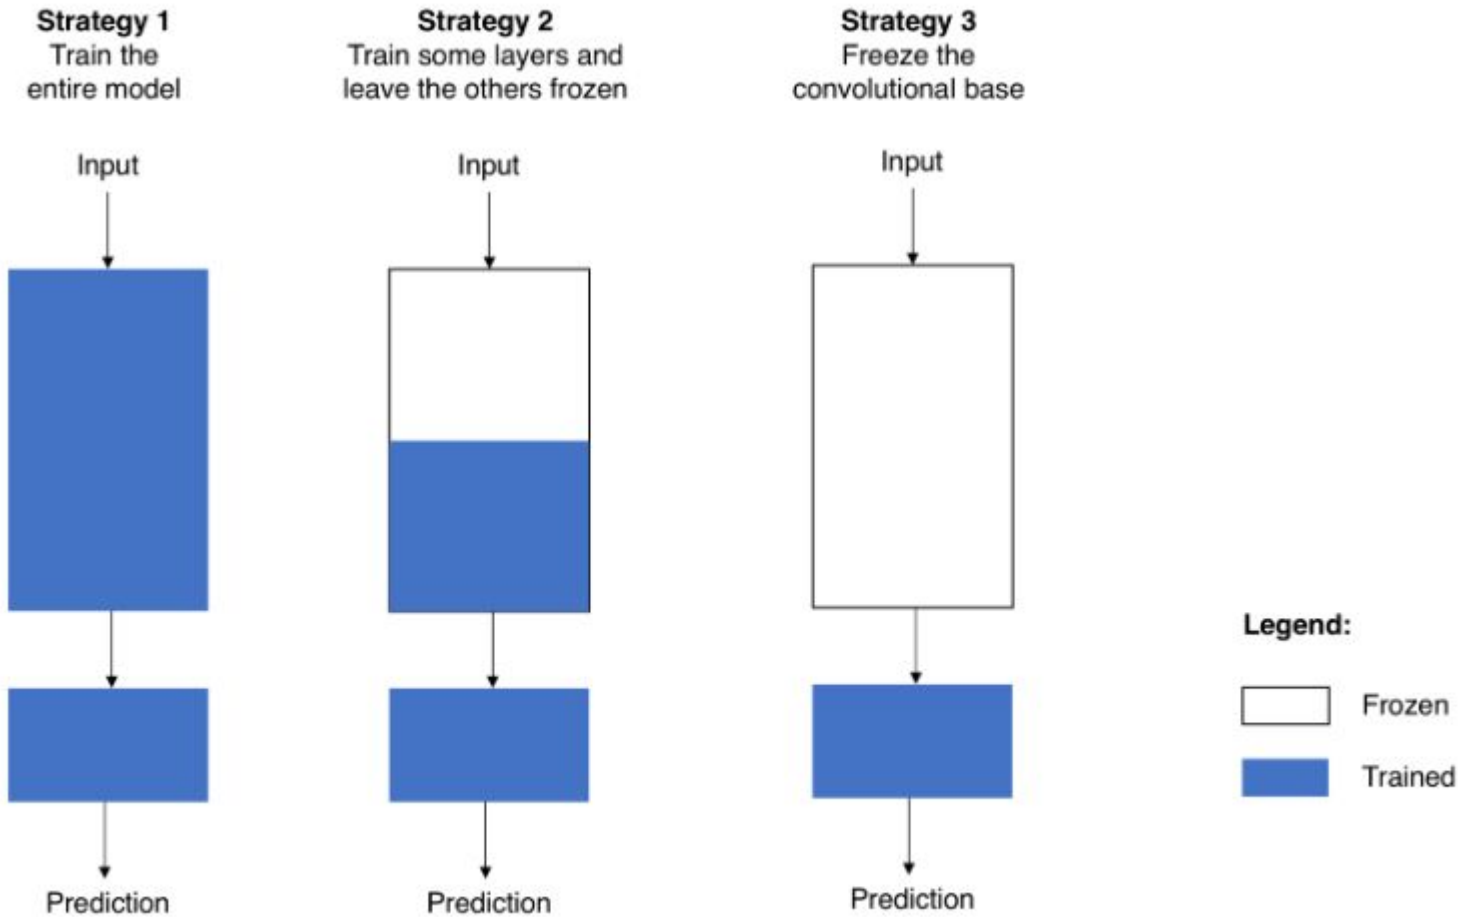 Strategy 1
Train the
entire model
Input
Prediction
Strategy 2
Train some layers and
leave the others frozen
Input
Prediction
Strategy 3
Freeze the
convolutional base
Input
Prediction
Legend:
Frozen
Trained